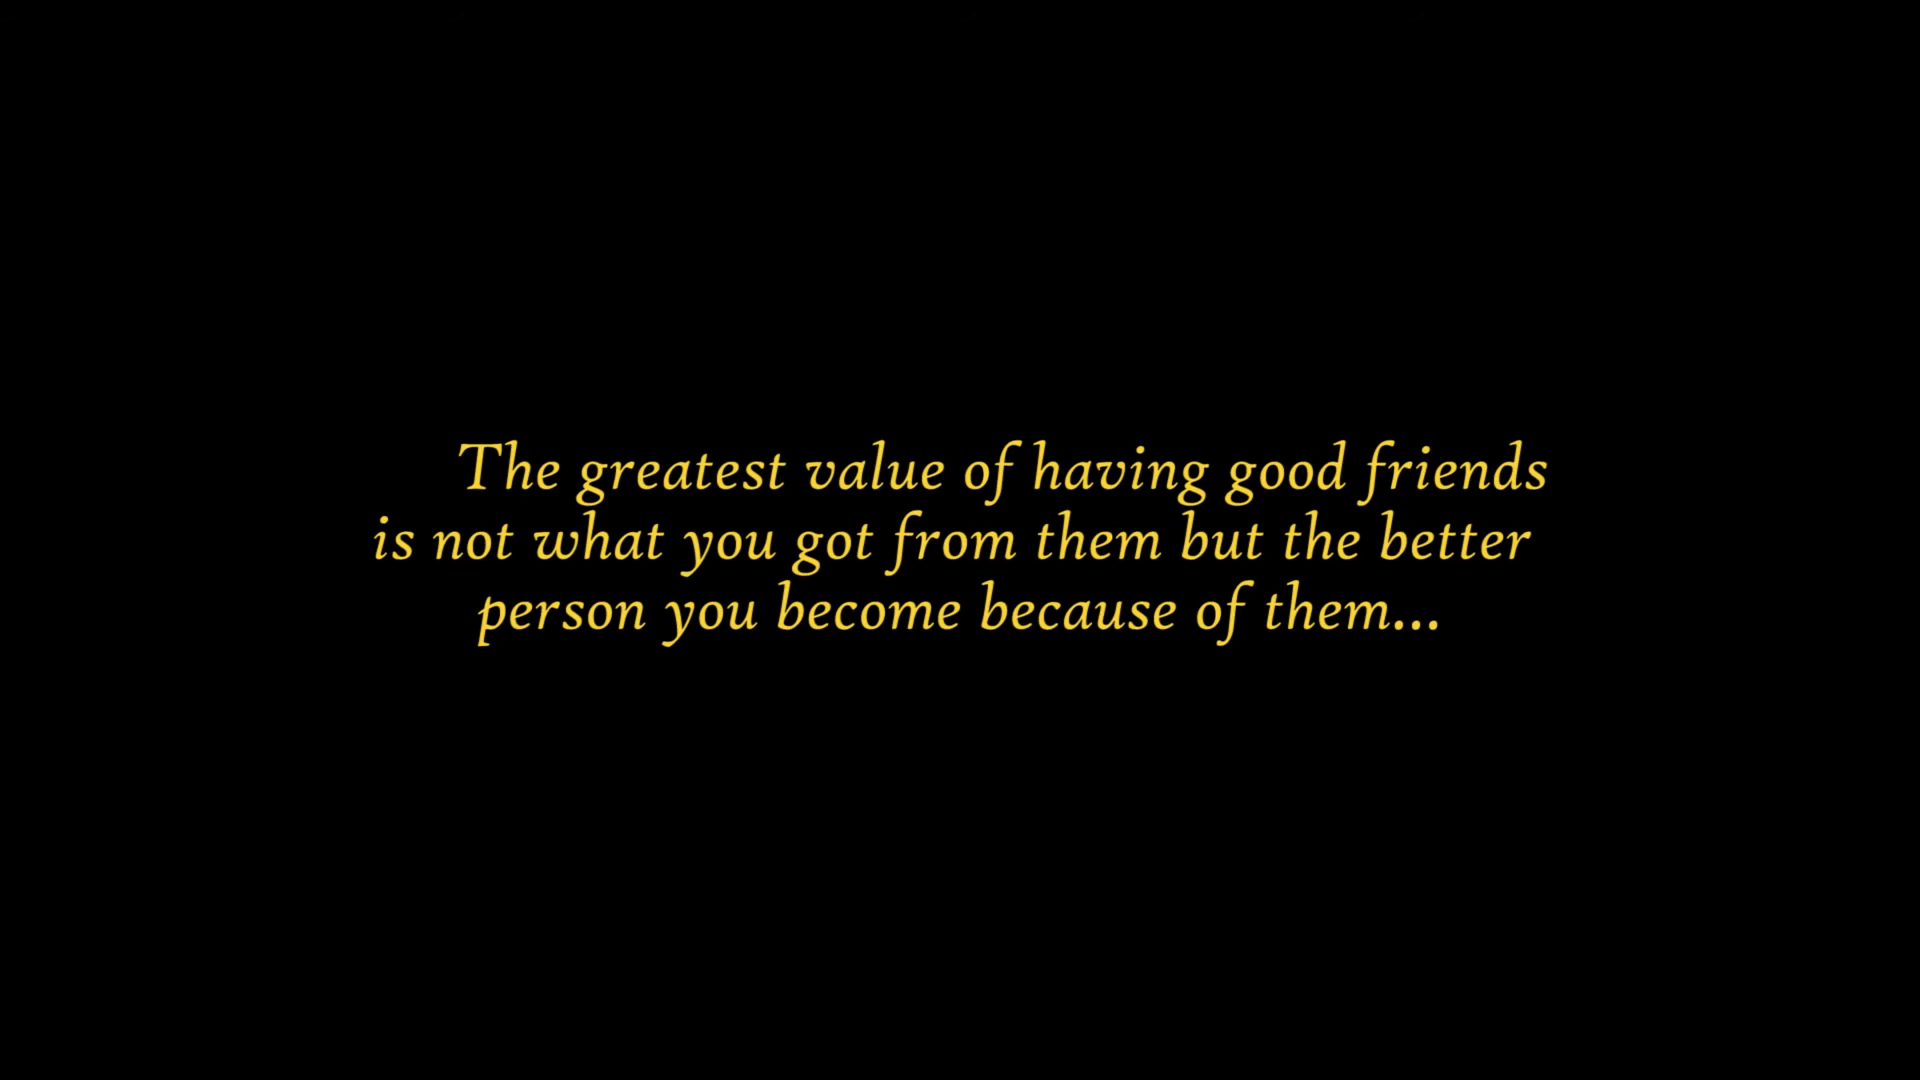 The greatest value of having good friends
is not what you got from them but the better
person you become because of them...